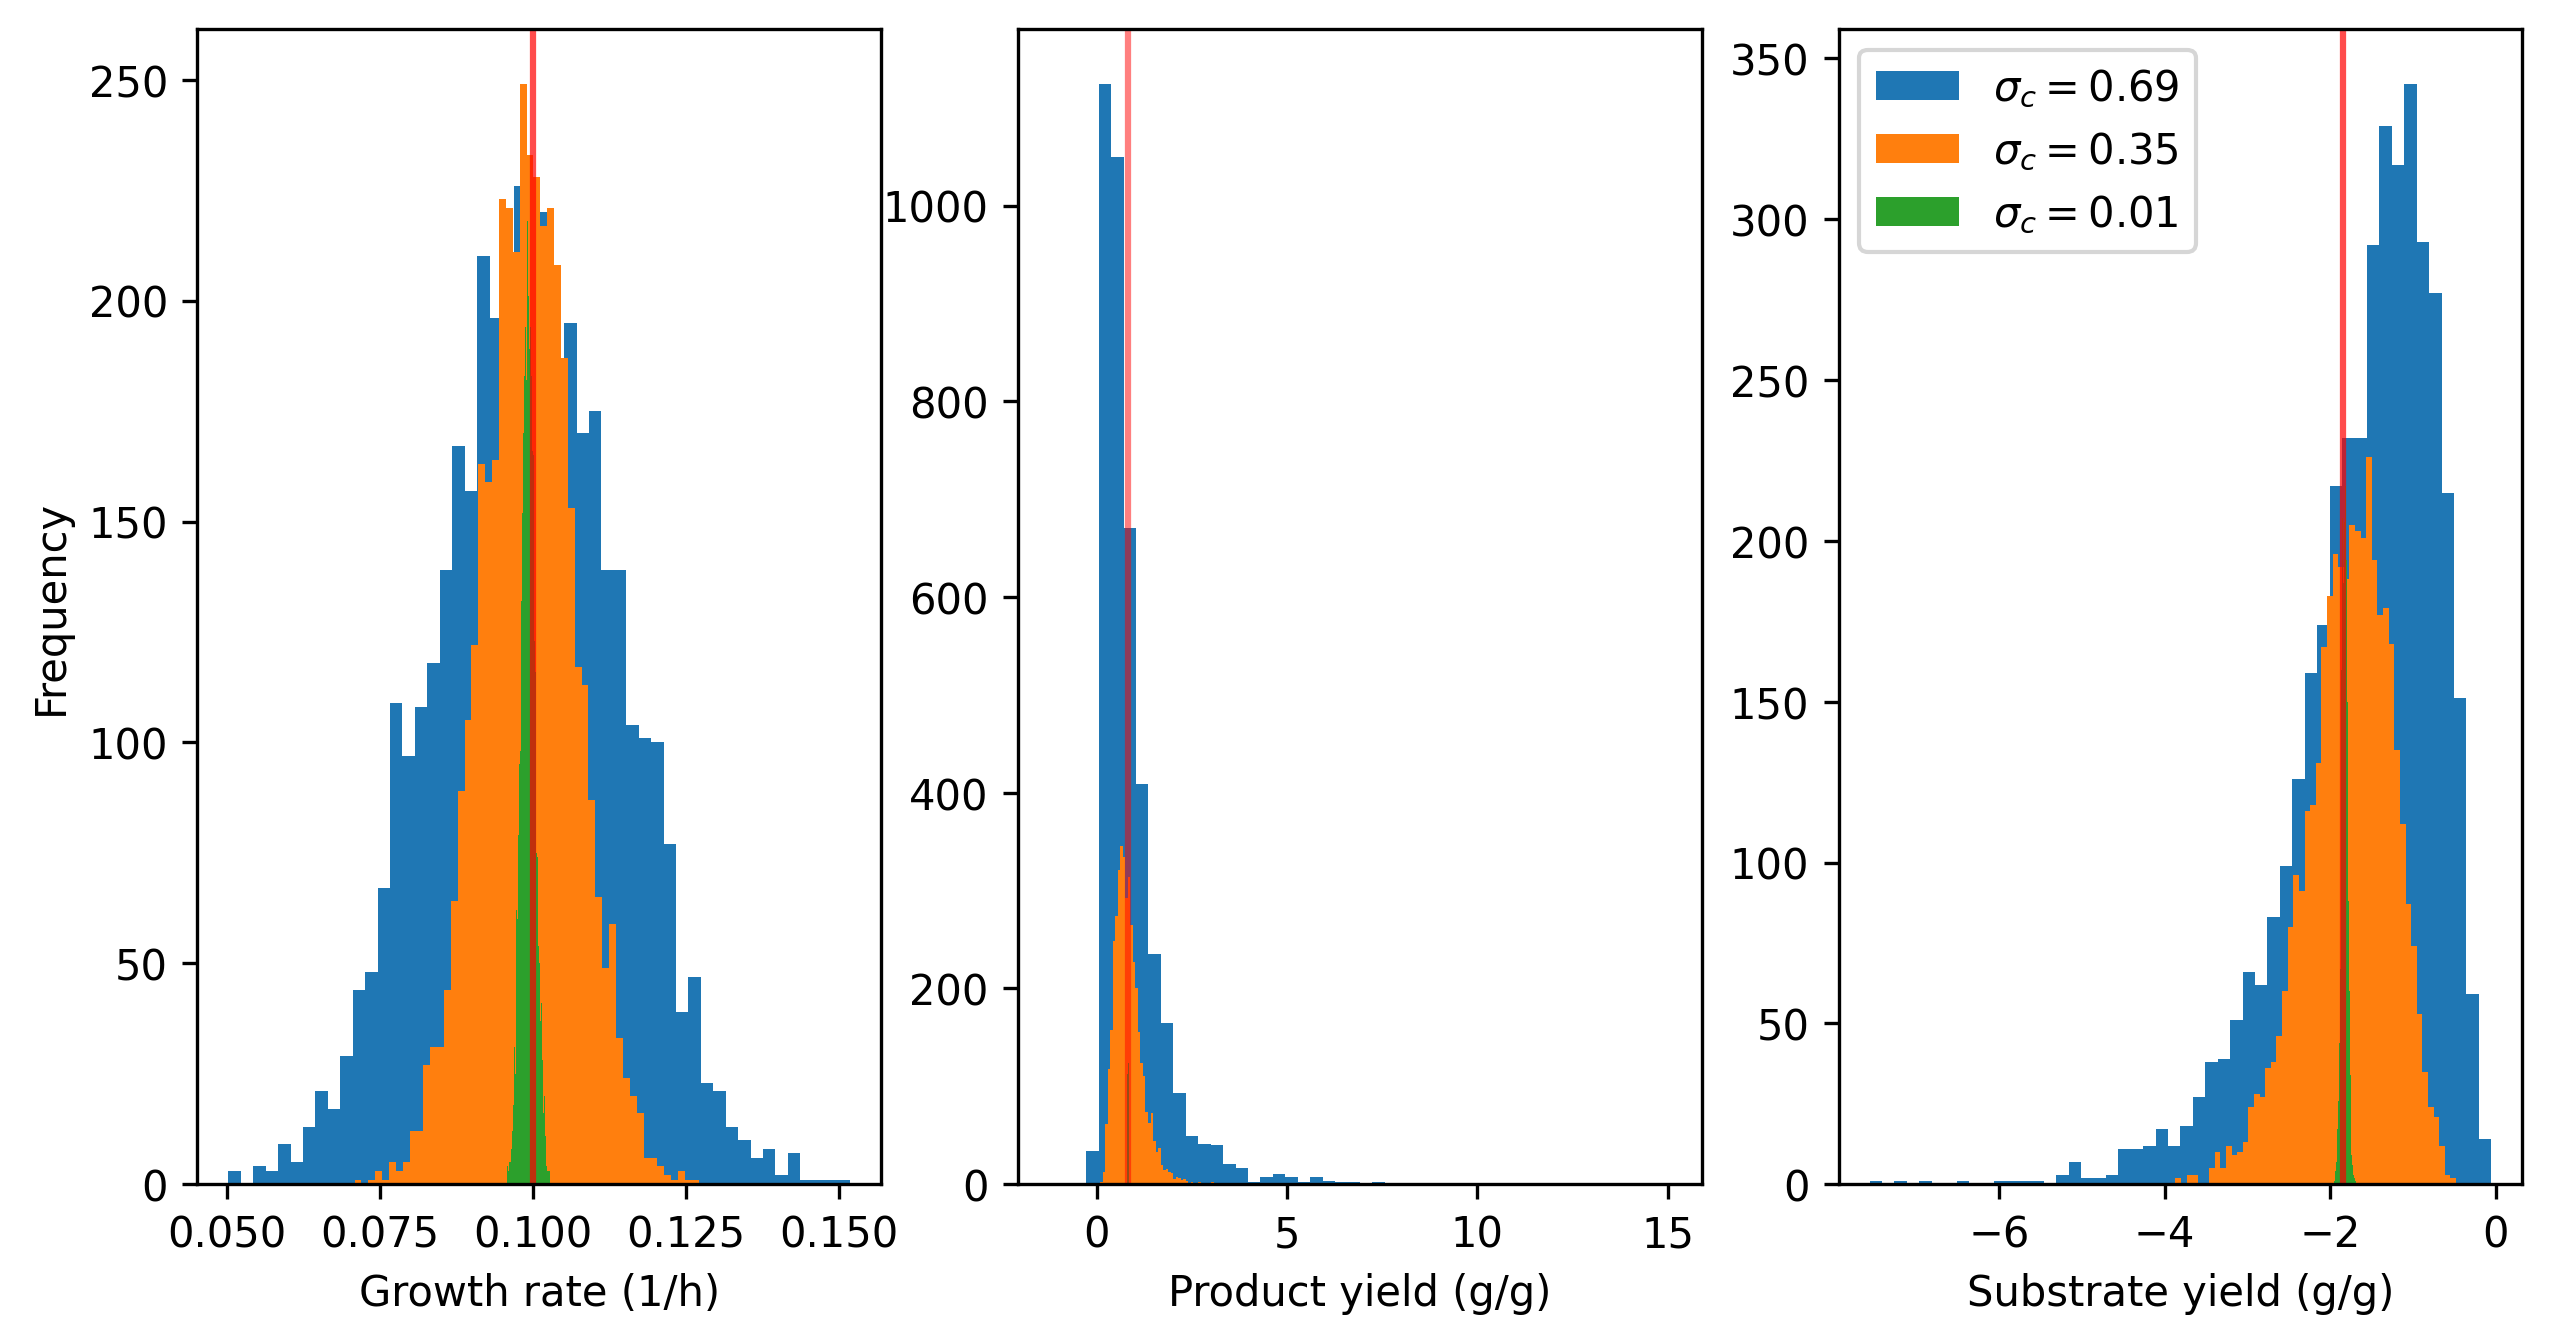 Frequency
250
200
150
100
50
0
0.050 0.075 0.100 0.125 0.150
Growth rate (1/h)
1000
800
600
400
200
0
0 5 10 15
Product yield (g/g)
350
300
250
200
150
100
50
0
−6 −4 −2 0
Substrate yield (g/g)
σc = 0.69
σc = 0.35
σc = 0.01